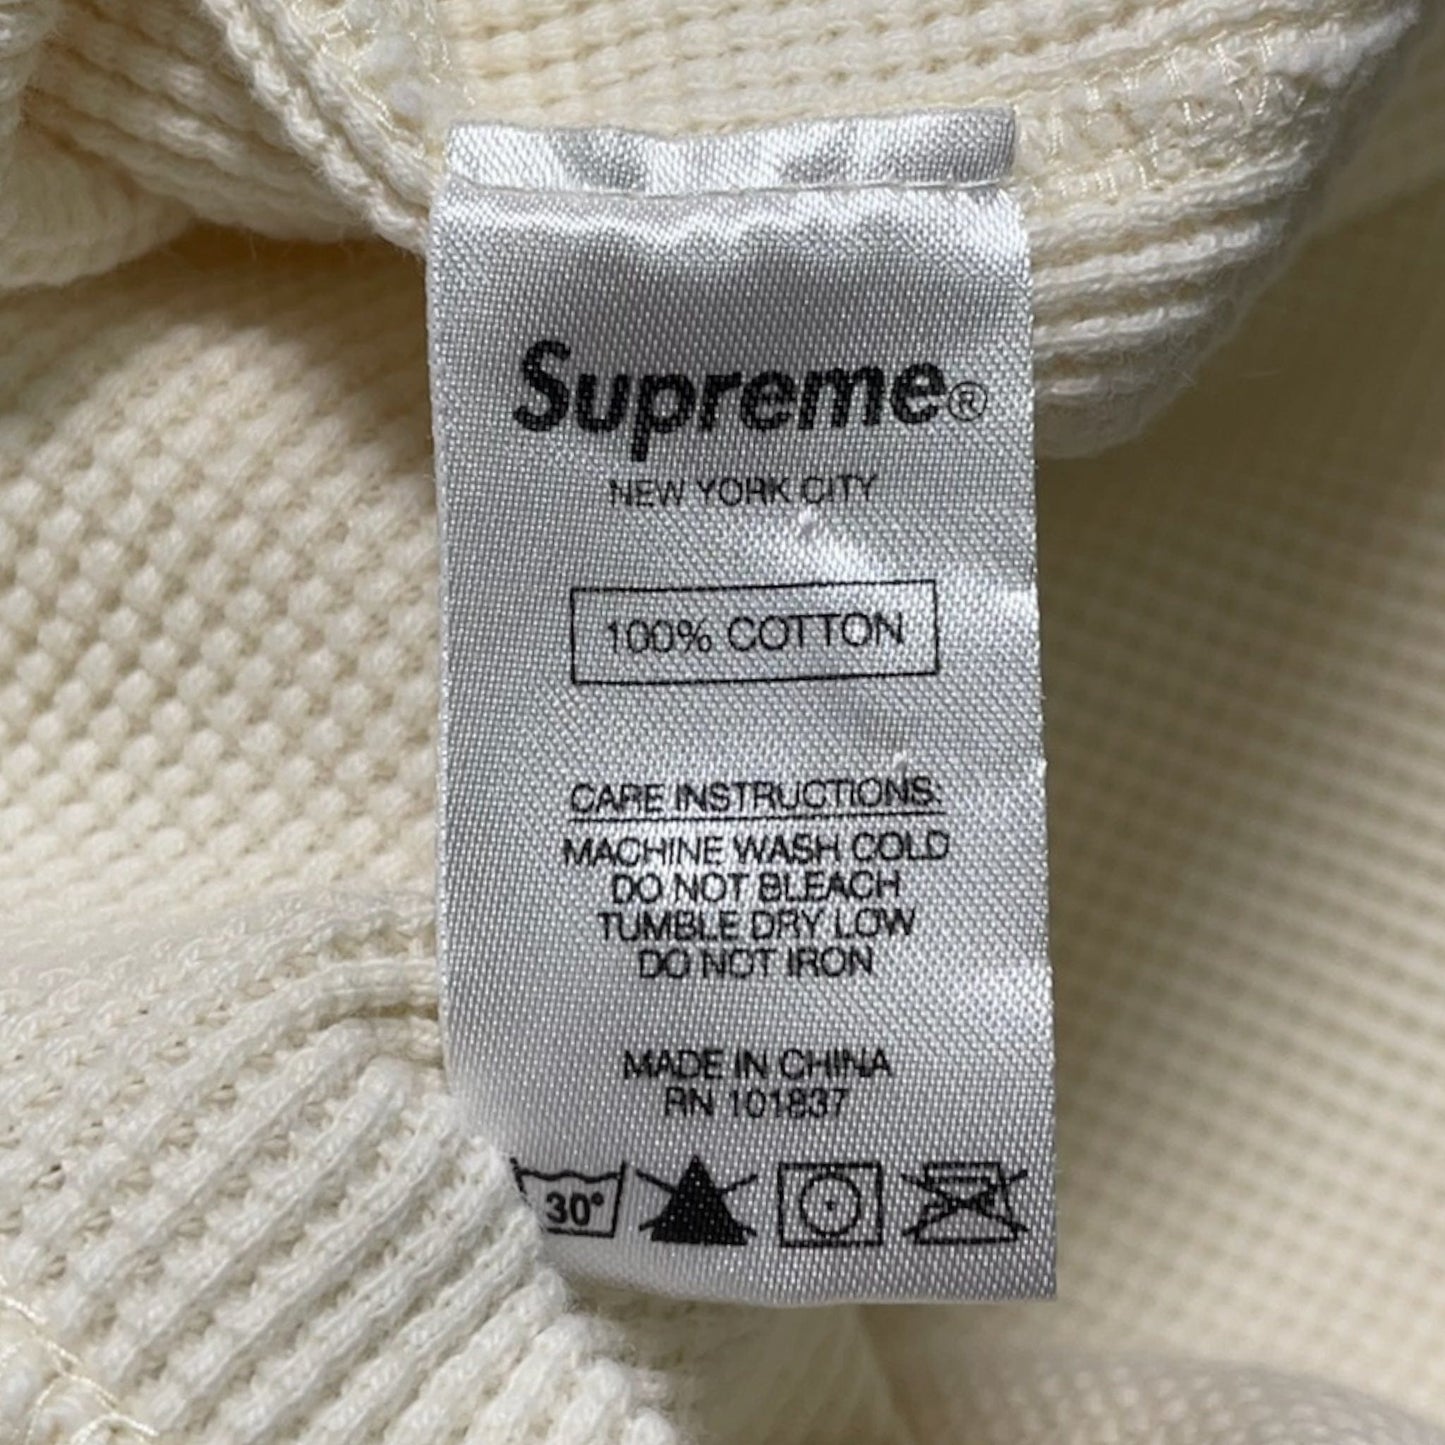 Supreme®
NEW YORK CITY
100% COTTON
CARE INSTRUCTIONS:
MACHINE WASH COLD
DO NOT BLEACH
TUMBLE DRY LOW
DO NOT IRON
MADE IN CHINA
RN 101837
30°